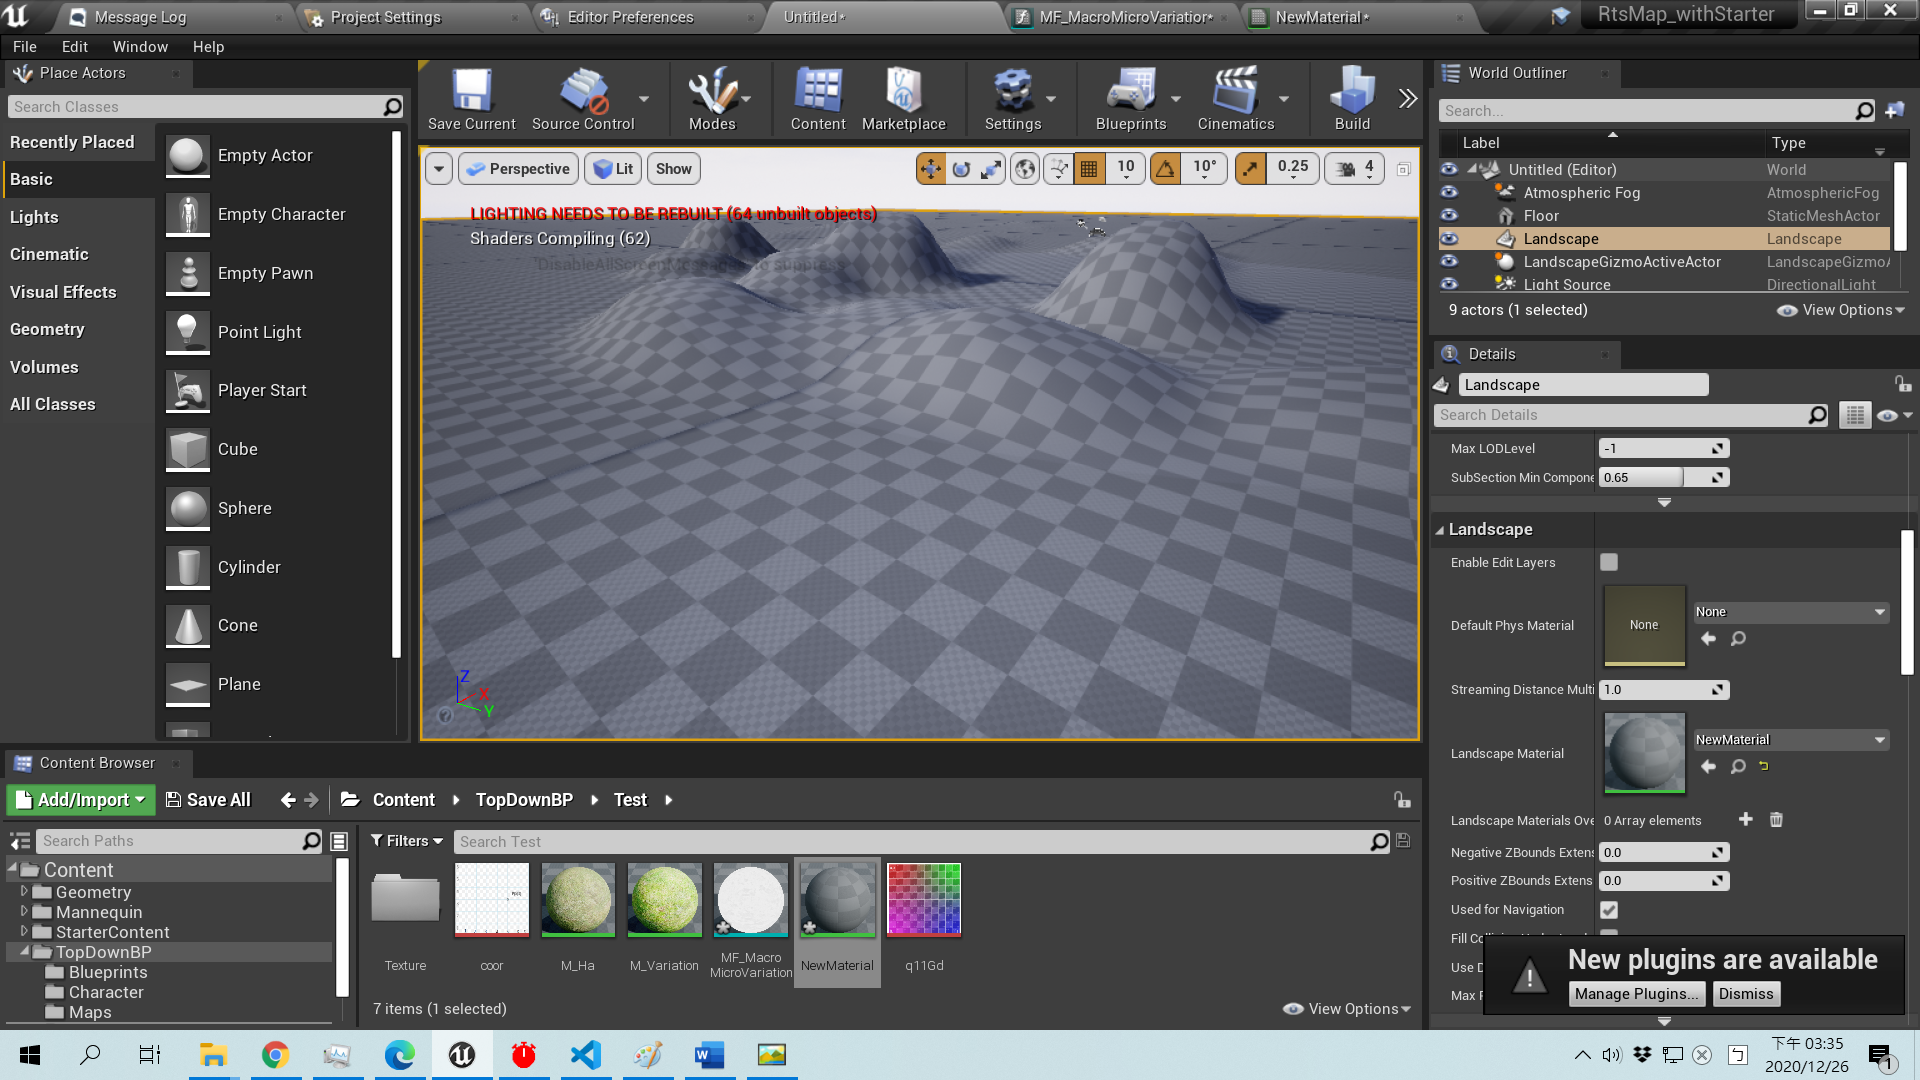 Message Log
Project Settings
Editor Preferences
Untitled*
MF_MacroMicroVariatior*
NewMaterial*
RtsMap_withStarter
File Edit Window Help
Place Actors
Search Classes
Recently Placed
Basic
Lights
Cinematic
Visual Effects
Geometry
Volumes
All Classes
Empty Actor
Empty Character
Empty Pawn
Point Light
Player Start
Cube
Sphere
Cylinder
Cone
Plane
Save Current
Source Control
Modes
Content
Marketplace
Settings
Blueprints
Cinematics
Build
Perspective
Lit
Show
10
10°
0.25
4
LIGHTING NEEDS TO BE REBUILT (64 unbuilt objects)
Shaders Compiling (62)
Z
X
Y
World Outliner
Search...
Label Type
Untitled (Editor) World
Atmospheric Fog AtmosphericFog
Floor StaticMeshActor
Landscape Landscape
LandscapeGizmoActiveActor LandscapeGizmoA
Light Source DirectionalLight
9 actors (1 selected)
View Options
Details
Landscape
Search Details
Max LODLevel -1
SubSection Min Compone 0.65
Landscape
Enable Edit Layers
Default Phys Material None None
Streaming Distance Multi 1.0
Landscape Material NewMaterial
Landscape Materials Ove 0 Array elements
Negative ZBounds Extens 0.0
Positive ZBounds Extens 0.0
Used for Navigation
Fill C
Use D
Max
New plugins are available
Manage Plugins...
Dismiss
Content Browser
Add/Import
Save All
Content TopDownBP Test
Search Paths
Filters
Search Test
Content
Geometry
Mannequin
StarterContent
TopDownBP
Blueprints
Character
Maps
Texture
coor
M_Ha
M_Variation
MF_Macro
MicroVariation
NewMaterial
q11Gd
7 items (1 selected)
View Options
下午 03:35
2020/12/26
1